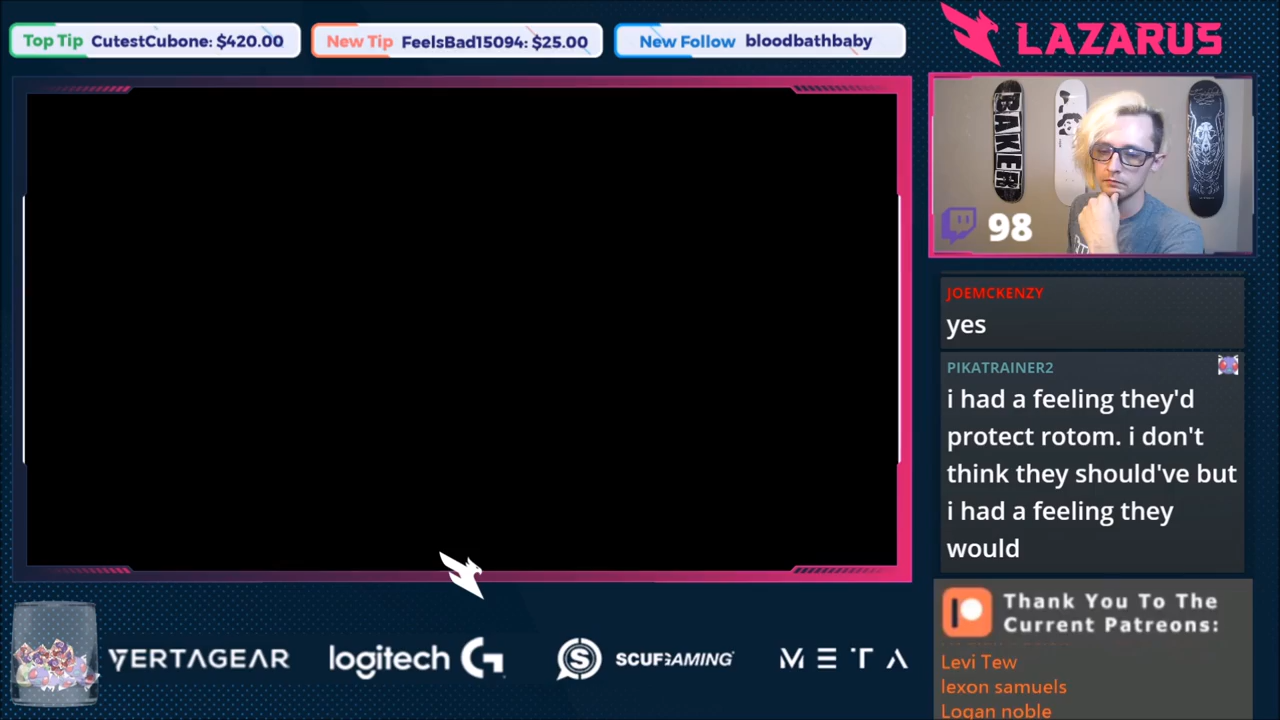 Top Tip CutestCubone: $420.00
New Tip FeelsBad15094: $25.00
New Follow bloodbathbaby
LAZARUS
BAKER
98
JOEMCKENZY
yes
PIKATRAINER2
i had a feeling they'd
protect rotom. i don't
think they should've but
i had a feeling they
would
Thank You To The
Current Patreons:
Levi Tew
lexon samuels
Logan noble
VERTAGEAR
logitech G
S SCUFGAMING
META